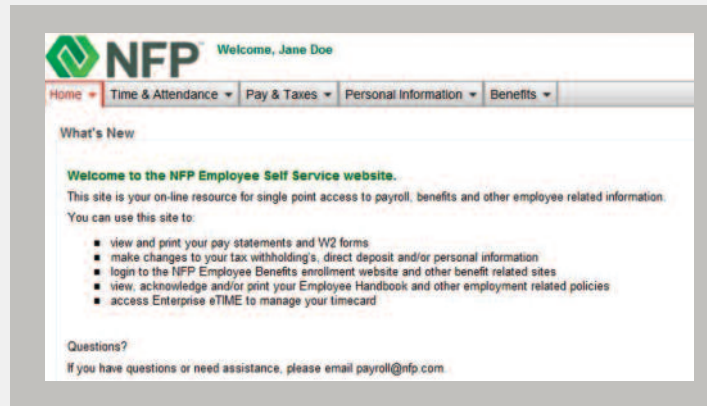 NFP
Welcome, Jane Doe
Home Time & Attendance Pay & Taxes Personal Information Benefits
What's New
Welcome to the NFP Employee Self Service website.
This site is your on-line resource for single point access to payroll, benefits and other employee related information.
You can use this site to:
view and print your pay statements and W2 forms
make changes to your tax withholding's, direct deposit and/or personal information
login to the NFP Employee Benefits enrollment website and other benefit related sites
view, acknowledge and/or print your Employee Handbook and other employment related policies
access Enterprise eTIME to manage your timecard
Questions?
If you have questions or need assistance, please email payroll@nfp.com.